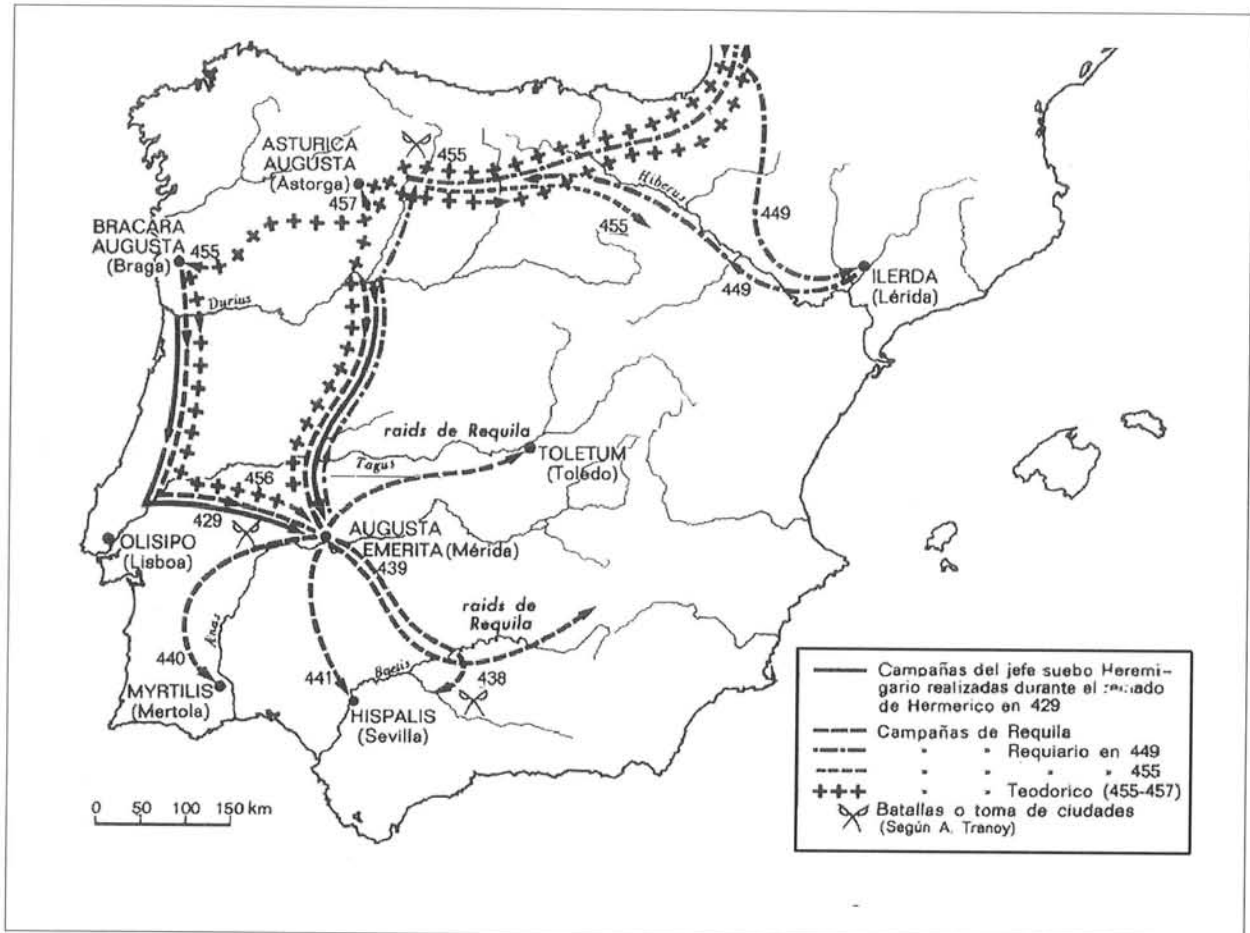 455
ASTURICA
AUGUSTA
(Astorga)
457
Hiberus
449
455
BRACARA
AUGUSTA
(Braga)
455
Durius
449
ILERDA
(Lérida)
raids de Requila
Tagus
TOLETUM
(Toledo)
456
429
OLISIPO
(Lisboa)
AUGUSTA
EMERITA (Mérida)
439
raids de
Requila
Anas
440
441
Baetis
438
MYRTILIS
(Mertola)
HISPALIS
(Sevilla)
0 50 100 150 km
Campañas del jefe suebo Heremi-
gario realizadas durante el reinado
de Hermerico en 429
Campañas de Requila
" " Requiario en 449
" " " " 455
Teodorico (455-457)
Batallas o toma de ciudades
(Según A. Tranoy)